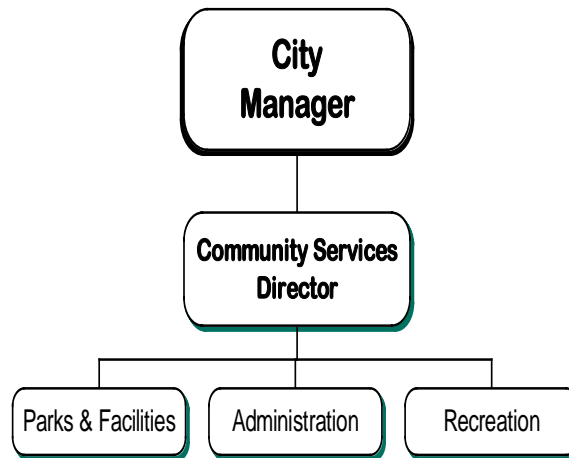 City
Manager
Community Services
Director
Parks & Facilities
Administration
Recreation